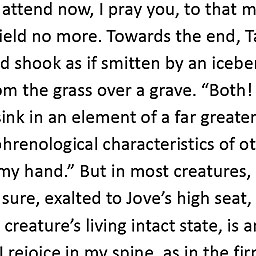 attend now, I pray you, to that m
ield no more. Towards the end, Ta
d shook as if smitten by an iceber
om the grass over a grave. “Both!
sink in an element of a far greater
phrenological characteristics of ot
my hand.” But in most creatures,
sure, exalted to Jove’s high seat,
creature’s living intact state, is an
I rejoice in my spine, as in the firm